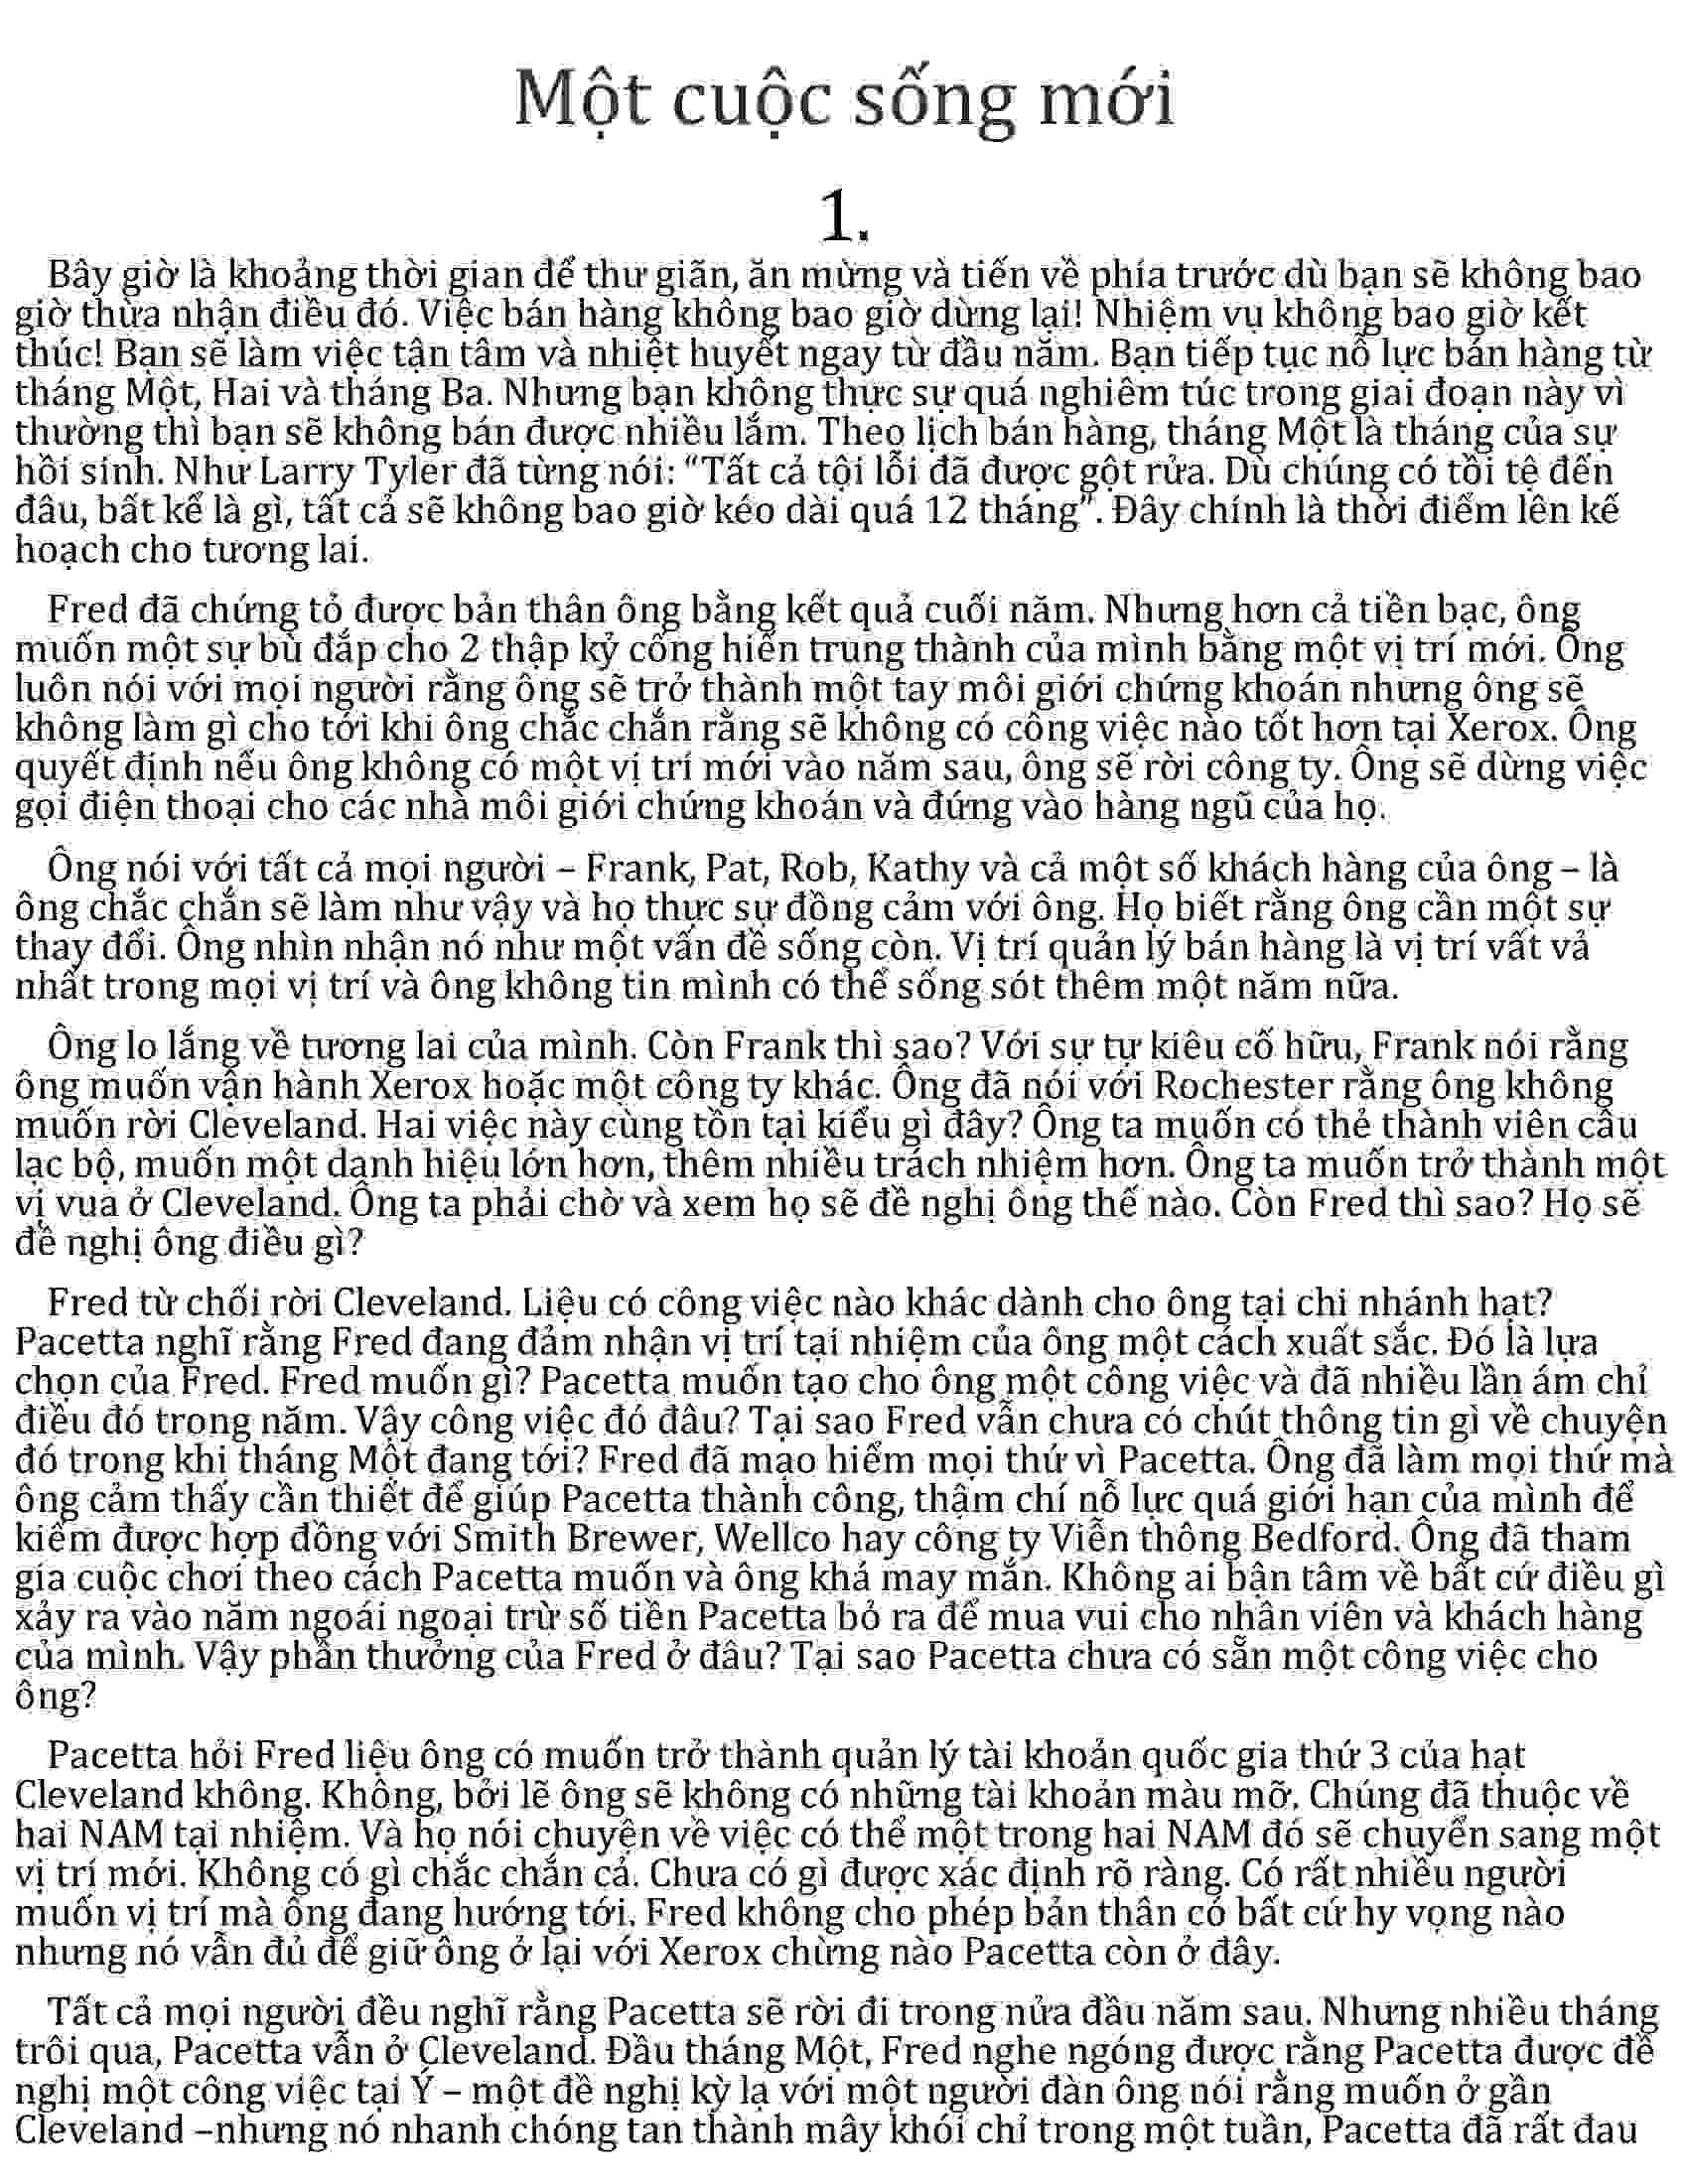 Một cuộc sống mới
1.
Bây giờ là khoảng thời gian để thư giãn, ăn mừng và tiến về phía trước dù bạn sẽ không bao
giờ thừa nhận điều đó. Việc bán hàng không bao giờ dừng lại! Nhiệm vụ không bao giờ kết
thúc! Bạn sẽ làm việc tận tâm và nhiệt huyết ngay từ đầu năm. Bạn tiếp tục nỗ lực bán hàng từ
tháng Một, Hai và tháng Ba. Nhưng bạn không thực sự quá nghiêm túc trong giai đoạn này vì
thường thì bạn sẽ không bán được nhiều lắm. Theo lịch bán hàng, tháng Một là tháng của sự
hồi sinh. Như Larry Tyler đã từng nói: “Tất cả tội lỗi đã được gột rửa. Dù chúng có tồi tệ đến
đâu, bất kể là gì, tất cả sẽ không bao giờ kéo dài quá 12 tháng”. Đây chính là thời điểm lên kế
hoạch cho tương lai.
Fred đã chứng tỏ được bản thân ông bằng kết quả cuối năm. Nhưng hơn cả tiền bạc, ông
muốn một sự bù đắp cho 2 thập kỷ cống hiến trung thành của mình bằng một vị trí mới. Ông
luôn nói với mọi người rằng ông sẽ trở thành một tay môi giới chứng khoán nhưng ông sẽ
không làm gì cho tới khi ông chắc chắn rằng sẽ không có công việc nào tốt hơn tại Xerox. Ông
quyết định nếu ông không có một vị trí mới vào năm sau, ông sẽ rời công ty. Ông sẽ dừng việc
gọi điện thoại cho các nhà môi giới chứng khoán và đứng vào hàng ngũ của họ.
Ông nói với tất cả mọi người – Frank, Pat, Rob, Kathy và cả một số khách hàng của ông – là
ông chắc chắn sẽ làm như vậy và họ thực sự đồng cảm với ông. Họ biết rằng ông cần một sự
thay đổi. Ông nhìn nhận nó như một vấn đề sống còn. Vị trí quản lý bán hàng là vị trí vất vả
nhất trong mọi vị trí và ông không tin mình có thể sống sót thêm một năm nữa.
Ông lo lắng về tương lai của mình. Còn Frank thì sao? Với sự tự kiêu cố hữu, Frank nói rằng
ông muốn vận hành Xerox hoặc một công ty khác. Ông đã nói với Rochester rằng ông không
muốn rời Cleveland. Hai việc này cùng tồn tại kiểu gì đây? Ông ta muốn có thẻ thành viên câu
lạc bộ, muốn một danh hiệu lớn hơn, thêm nhiều trách nhiệm hơn. Ông ta muốn trở thành một
vị vua ở Cleveland. Ông ta phải chờ và xem họ sẽ đề nghị ông thế nào. Còn Fred thì sao? Họ sẽ
đề nghị ông điều gì?
Fred từ chối rời Cleveland. Liệu có công việc nào khác dành cho ông tại chi nhánh hạt?
Pacetta nghĩ rằng Fred đang đảm nhận vị trí tại nhiệm của ông một cách xuất sắc. Đó là lựa
chọn của Fred. Fred muốn gì? Pacetta muốn tạo cho ông một công việc và đã nhiều lần ám chỉ
điều đó trong năm. Vậy công việc đó đâu? Tại sao Fred vẫn chưa có chút thông tin gì về chuyện
đó trong khi tháng Một đang tới? Fred đã mạo hiểm mọi thứ vì Pacetta. Ông đã làm mọi thứ mà
ông cảm thấy cần thiết để giúp Pacetta thành công, thậm chí nỗ lực quá giới hạn của mình để
kiếm được hợp đồng với Smith Brewer, Wellco hay công ty Viễn thông Bedford. Ông đã tham
gia cuộc chơi theo cách Pacetta muốn và ông khá may mắn. Không ai bận tâm về bất cứ điều gì
xảy ra vào năm ngoái ngoại trừ số tiền Pacetta bỏ ra để mua vui cho nhân viên và khách hàng
của mình. Vậy phần thưởng của Fred ở đâu? Tại sao Pacetta chưa có sẵn một công việc cho
ông?
Pacetta hỏi Fred liệu ông có muốn trở thành quản lý tài khoản quốc gia thứ 3 của hạt
Cleveland không. Không, bởi lẽ ông sẽ không có những tài khoản màu mỡ. Chúng đã thuộc về
hai NAM tại nhiệm. Và họ nói chuyện về việc có thể một trong hai NAM đó sẽ chuyển sang một
vị trí mới. Không có gì chắc chắn cả. Chưa có gì được xác định rõ ràng. Có rất nhiều người
muốn vị trí mà ông đang hướng tới. Fred không cho phép bản thân có bất cứ hy vọng nào
nhưng nó vẫn đủ để giữ ông ở lại với Xerox chừng nào Pacetta còn ở đây.
Tất cả mọi người đều nghĩ rằng Pacetta sẽ rời đi trong nửa đầu năm sau. Nhưng nhiều tháng
trôi qua, Pacetta vẫn ở Cleveland. Đầu tháng Một, Fred nghe ngóng được rằng Pacetta được đề
nghị một công việc tại Ý – một đề nghị kỳ lạ với một người đàn ông nói rằng muốn ở gần
Cleveland –nhưng nó nhanh chóng tan thành mây khói chỉ trong một tuần, Pacetta đã rất đau